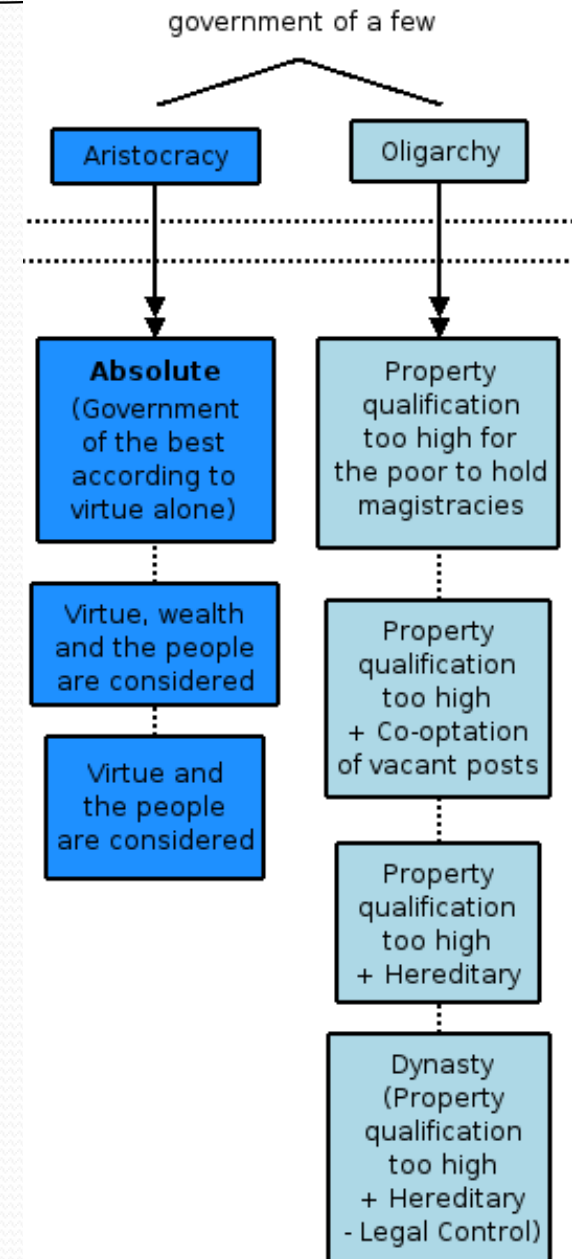 government of a few
Aristocracy
Oligarchy
Absolute
(Government
of the best
according to
virtue alone)
Virtue, wealth
and the people
are considered
Virtue and
the people
are considered
Property
qualification
too high for
the poor to hold
magistracies
Property
qualification
too high
+ Co-optation
of vacant posts
Property
qualification
too high
+ Hereditary
Dynasty
(Property
qualification
too high
+ Hereditary
- Legal Control)